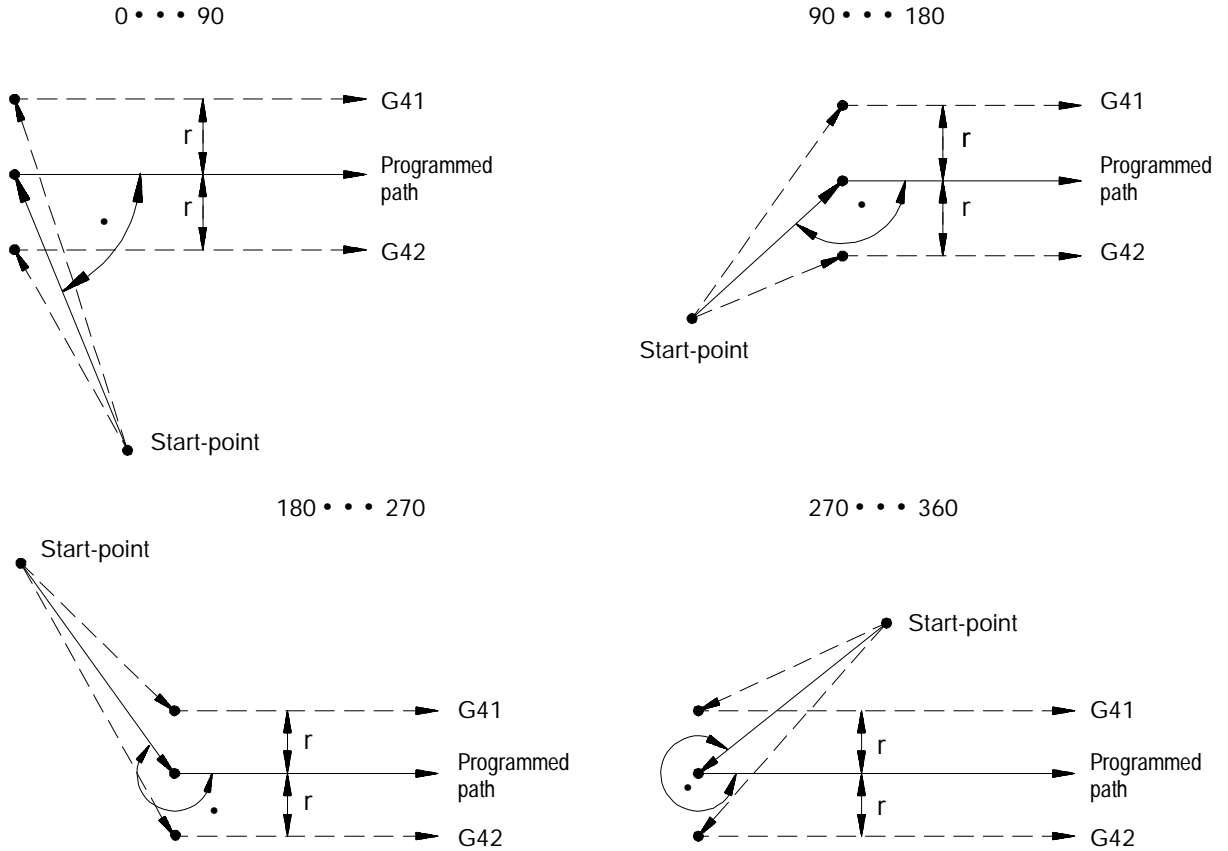 0 • • • 90
G41
r
Programmed
path
r
•
G42
Start-point
90 • • • 180
G41
r
Programmed
path
•
r
G42
Start-point
180 • • • 270
Start-point
G41
r
Programmed
path
r
•
G42
270 • • • 360
Start-point
G41
r
Programmed
path
•
r
G42